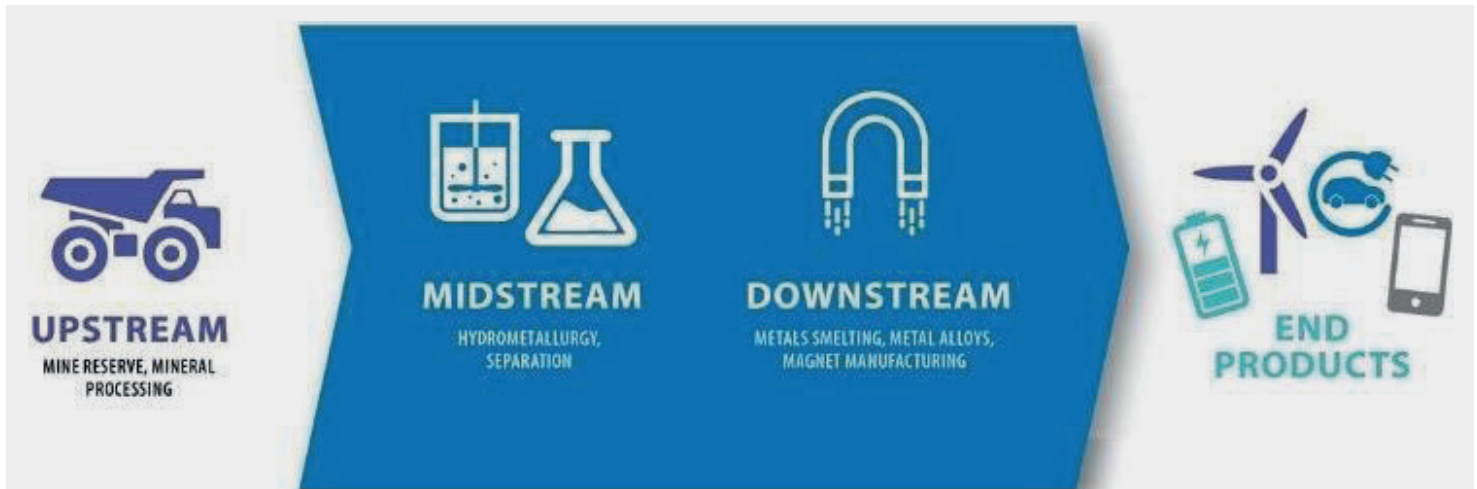 UPSTREAM
MINE RESERVE, MINERAL
PROCESSING
MIDSTREAM
HYDROMETALLURGY,
SEPARATION
DOWNSTREAM
METALS SMELTING, METAL ALLOYS,
MAGNET MANUFACTURING
END
PRODUCTS